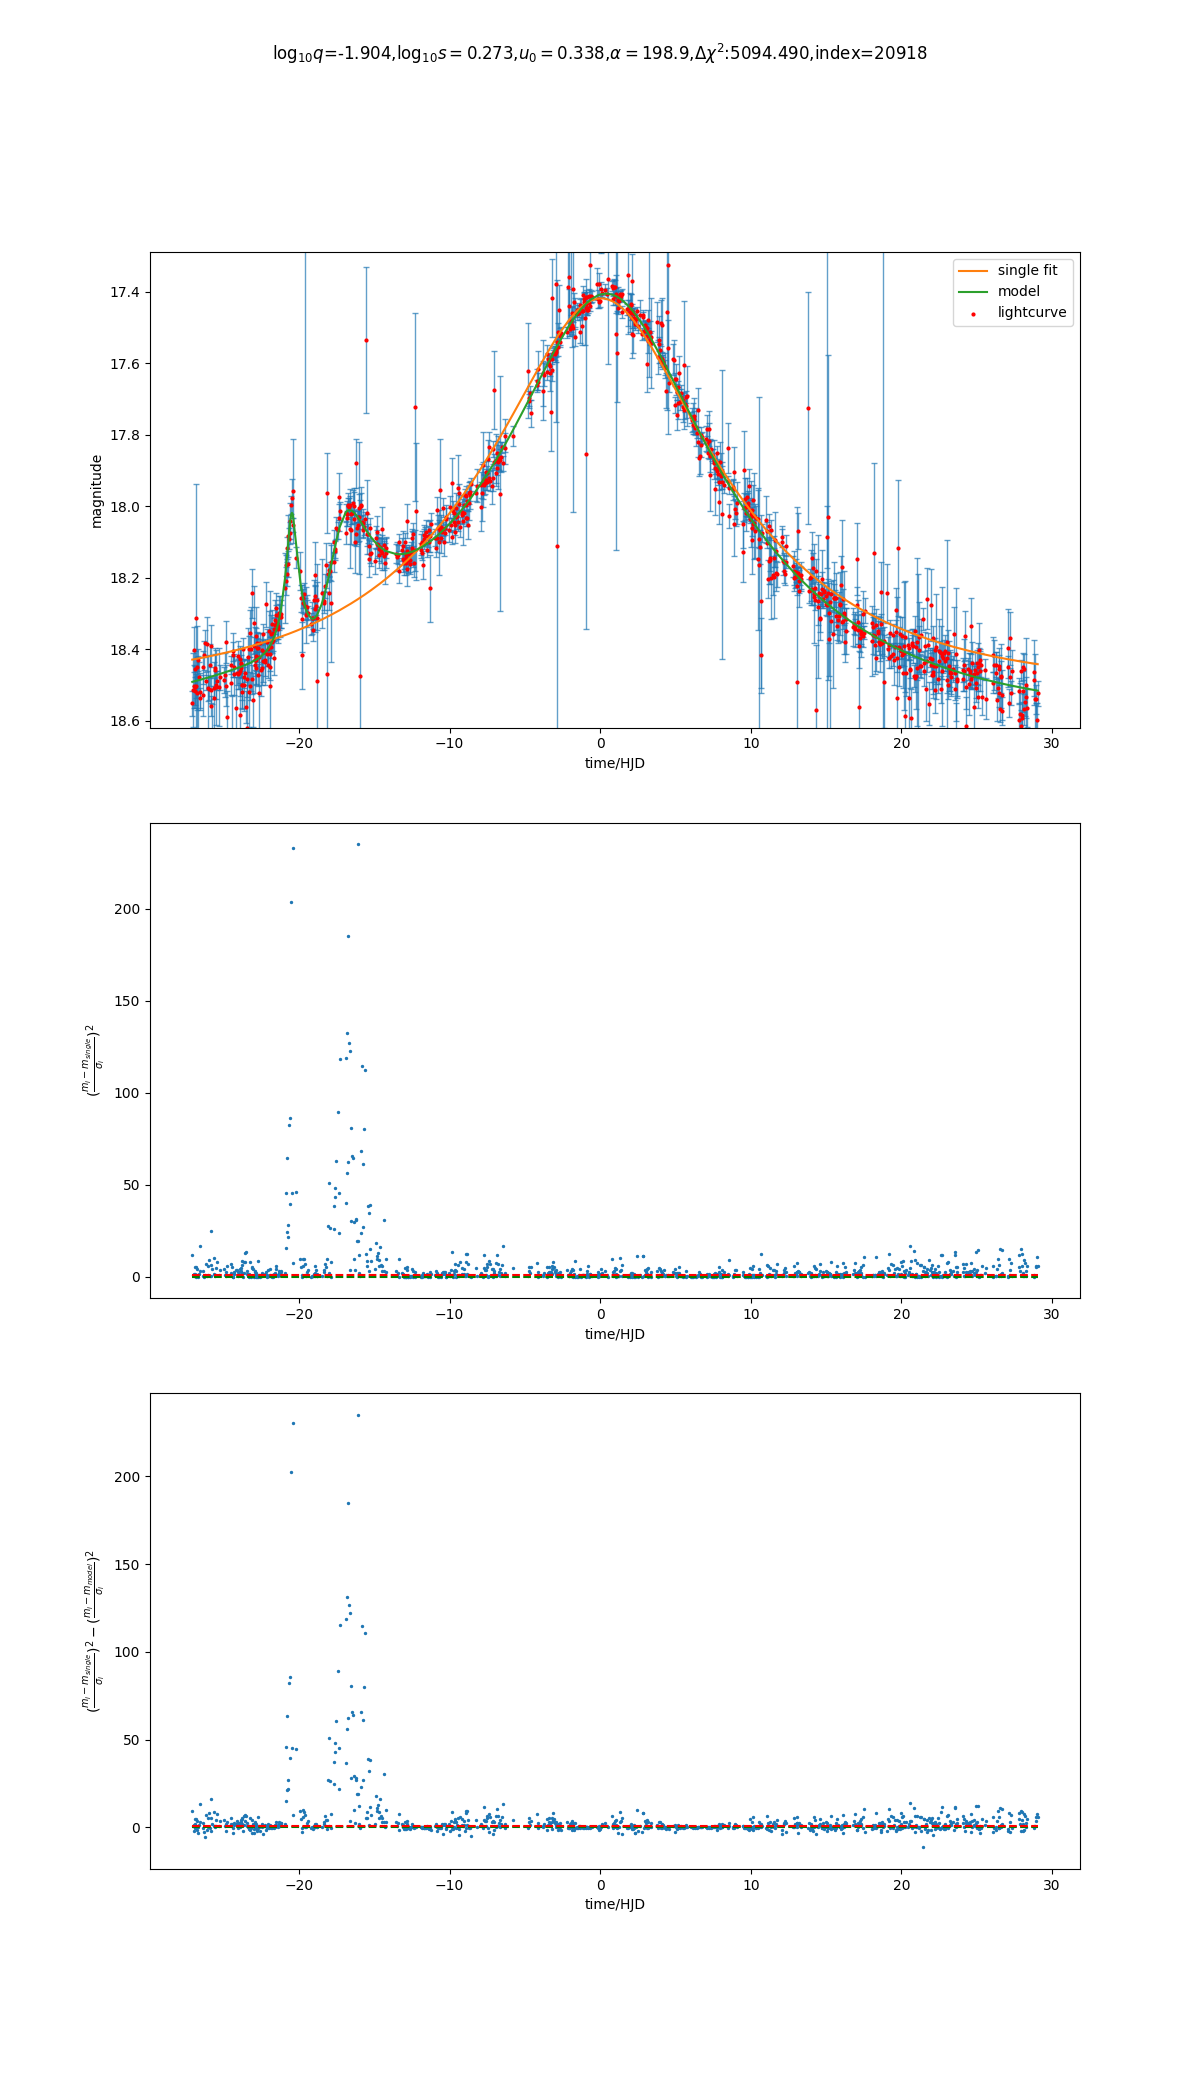 log₁₀q=-1.904,log₁₀s = 0.273,u₀ = 0.338,α = 198.9,Δχ²:5094.490,index=20918
single fit
model
lightcurve
magnitude
17.4
17.6
17.8
18.0
18.2
18.4
18.6
−20 −10 0 10 20 30
time/HJD
((mᵢ − m_single)/σᵢ)²
200
150
100
50
0
−20 −10 0 10 20 30
time/HJD
((mᵢ − m_single)/σᵢ)² − ((mᵢ − m_model)/σᵢ)²
200
150
100
50
0
−20 −10 0 10 20 30
time/HJD